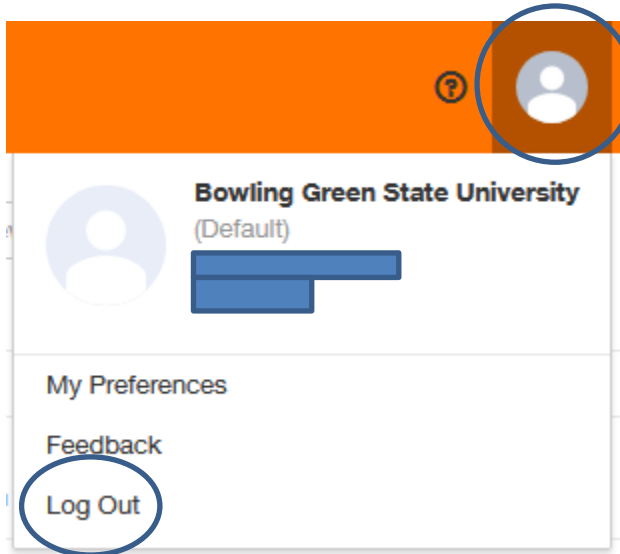 ?
Bowling Green State University
(Default)
My Preferences
Feedback
Log Out